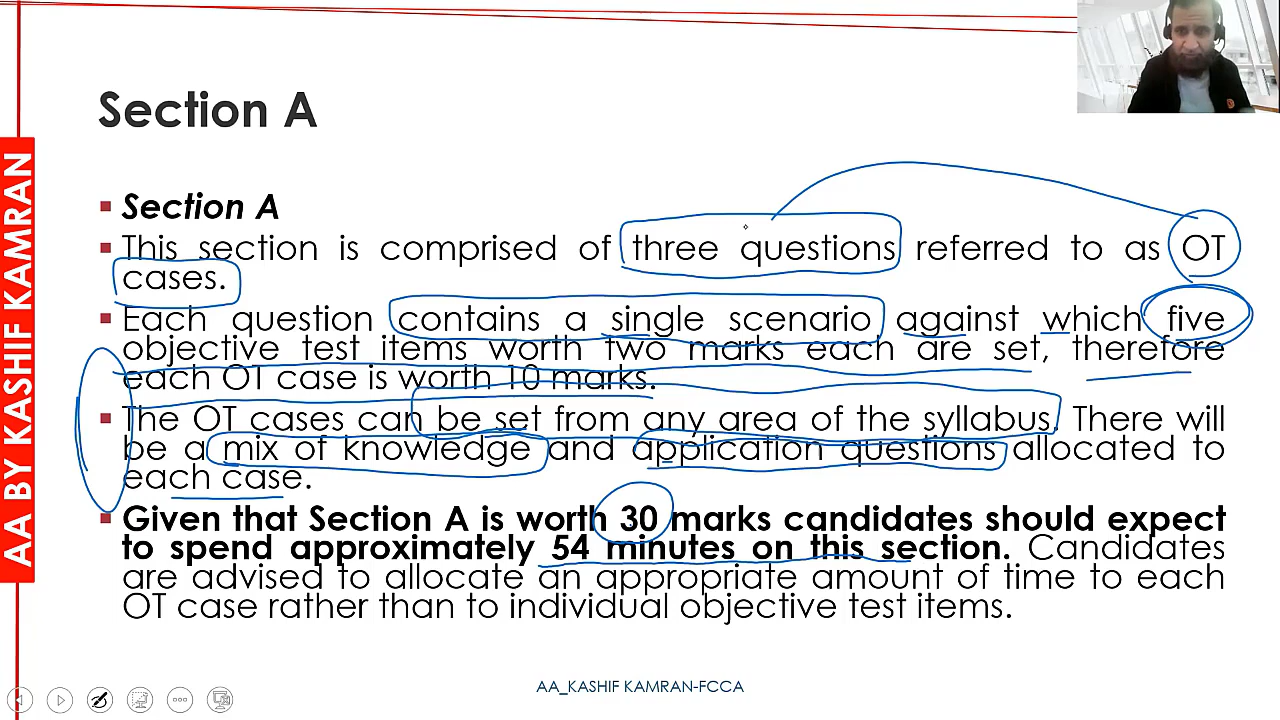 Section A
AA BY KASHIF KAMRAN
Section A
This section is comprised of three questions referred to as OT
cases.
Each question contains a single scenario against which five
objective test items worth two marks each are set, therefore
each OT case is worth 10 marks.
The OT cases can be set from any area of the syllabus. There will
be a mix of knowledge and application questions allocated to
each case.
Given that Section A is worth 30 marks candidates should expect
to spend approximately 54 minutes on this section. Candidates
are advised to allocate an appropriate amount of time to each
OT case rather than to individual objective test items.
AA_KASHIF KAMRAN-FCCA